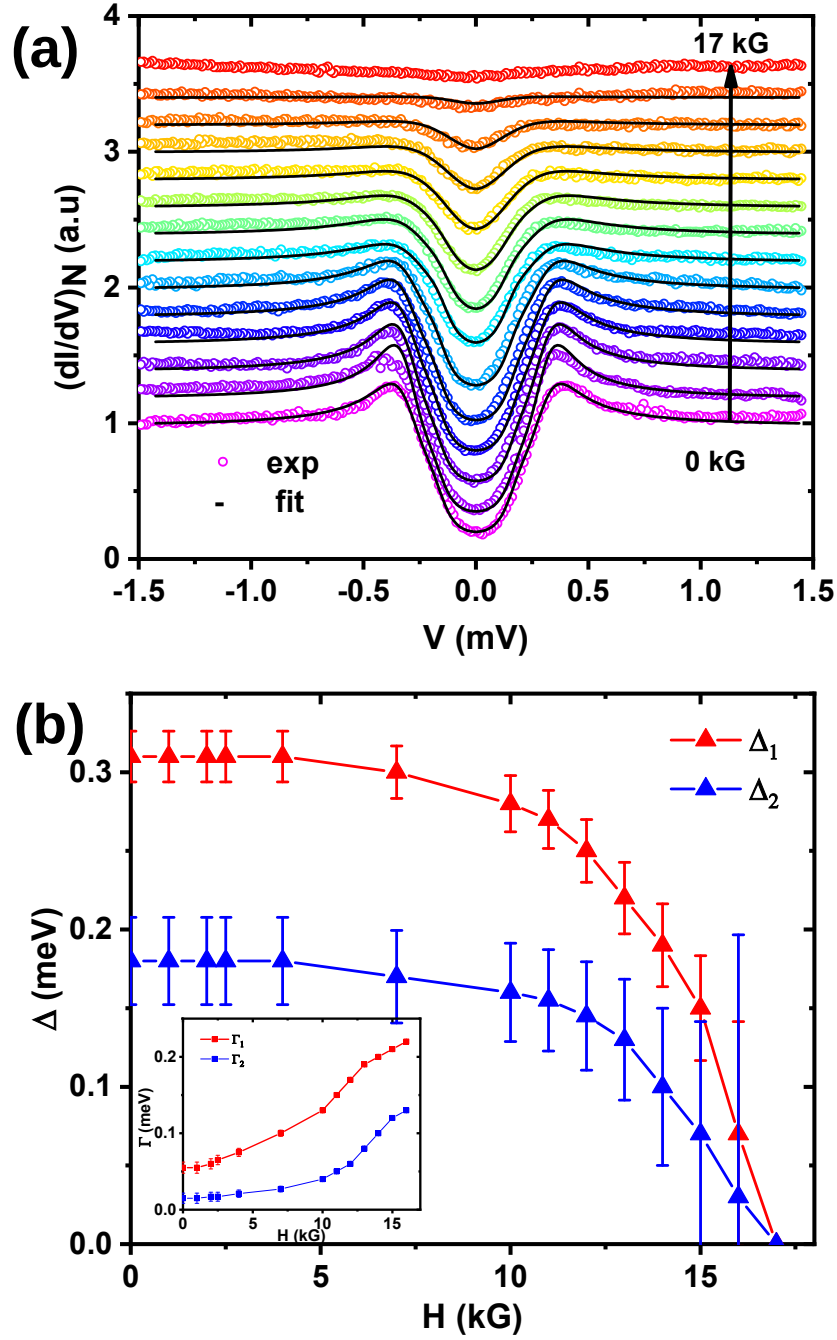 (a)
4
3
2
1
0
(dI/dV)N (a.u)
17 kG
0 kG
exp
- fit
-1.5 -1.0 -0.5 0.0 0.5 1.0 1.5
V (mV)
(b)
Δ1
Δ2
0.3
0.2
0.1
0.0
Δ (meV)
Γ1
Γ2
0.2
0.1
0.0
Γ (meV)
0 5 10 15
H (kG)
0 5 10 15
H (kG)